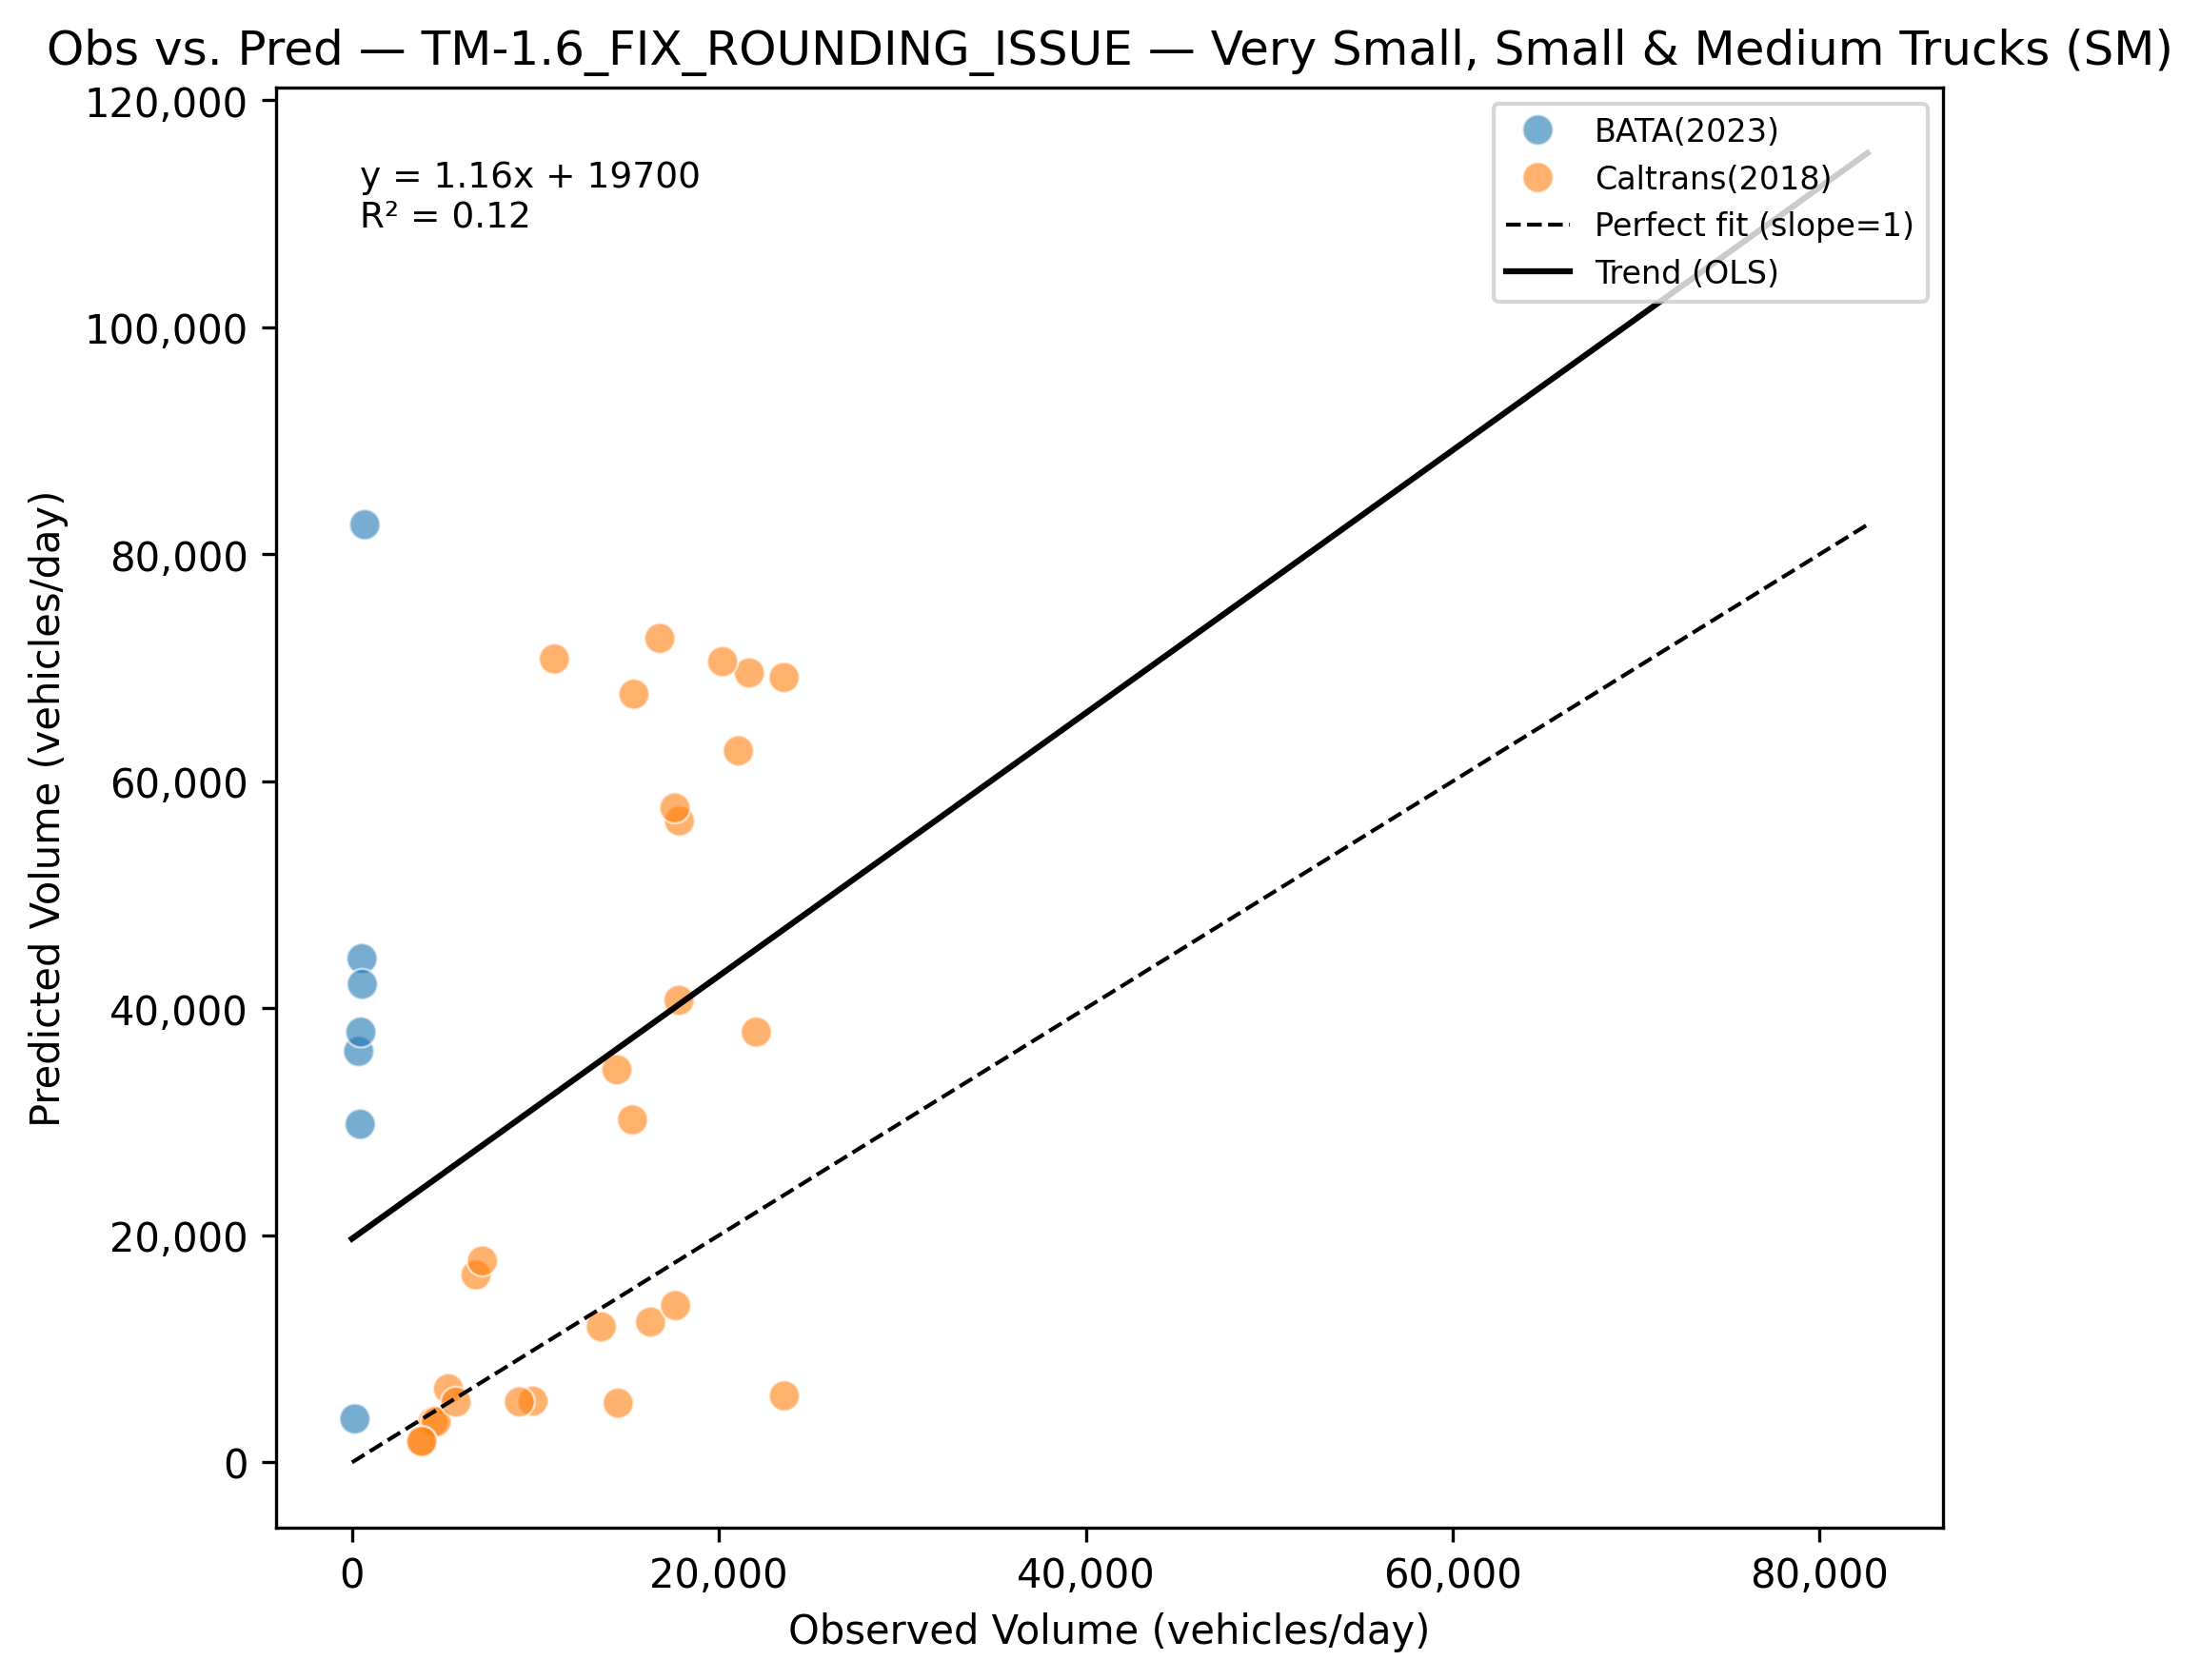 Obs vs. Pred — TM-1.6_FIX_ROUNDING_ISSUE — Very Small, Small & Medium Trucks (SM)
120,000
100,000
80,000
60,000
40,000
20,000
0
Predicted Volume (vehicles/day)
y = 1.16x + 19700
R² = 0.12
BATA(2023)
Caltrans(2018)
Perfect fit (slope=1)
Trend (OLS)
0
20,000
40,000
60,000
80,000
Observed Volume (vehicles/day)